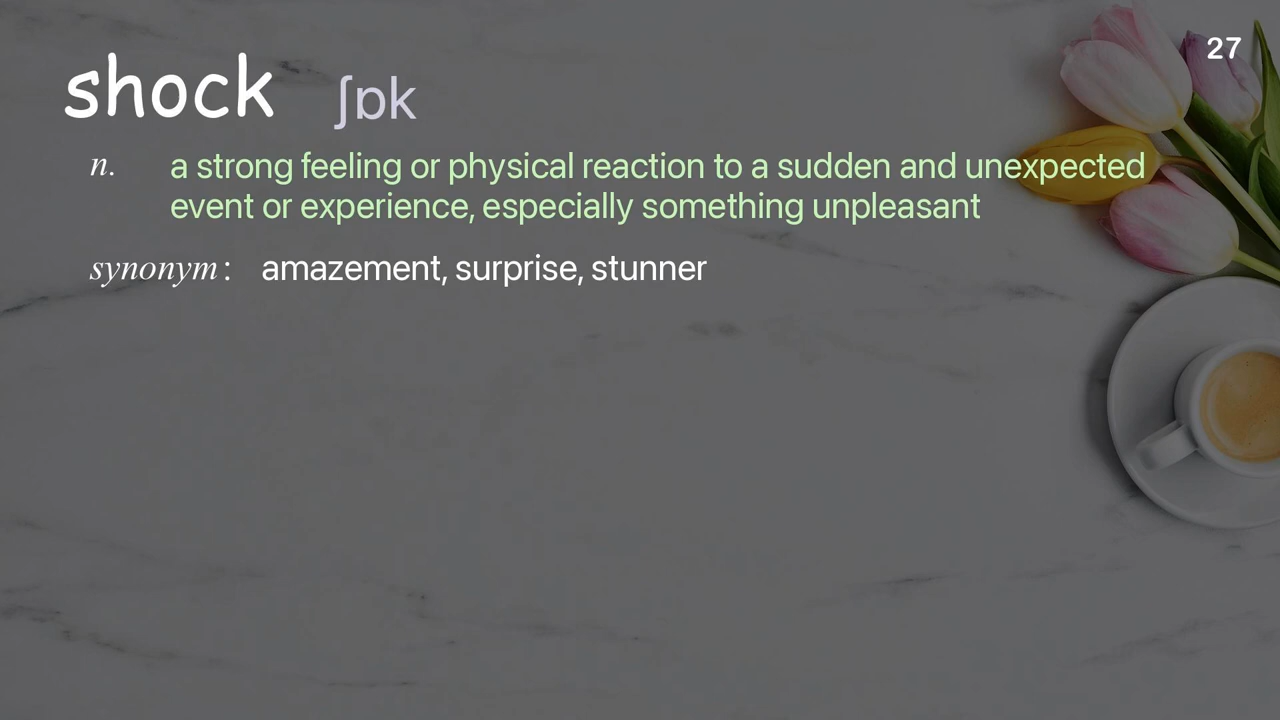 27
shock ʃɒk
n. a strong feeling or physical reaction to a sudden and unexpected
event or experience, especially something unpleasant
synonym : amazement, surprise, stunner